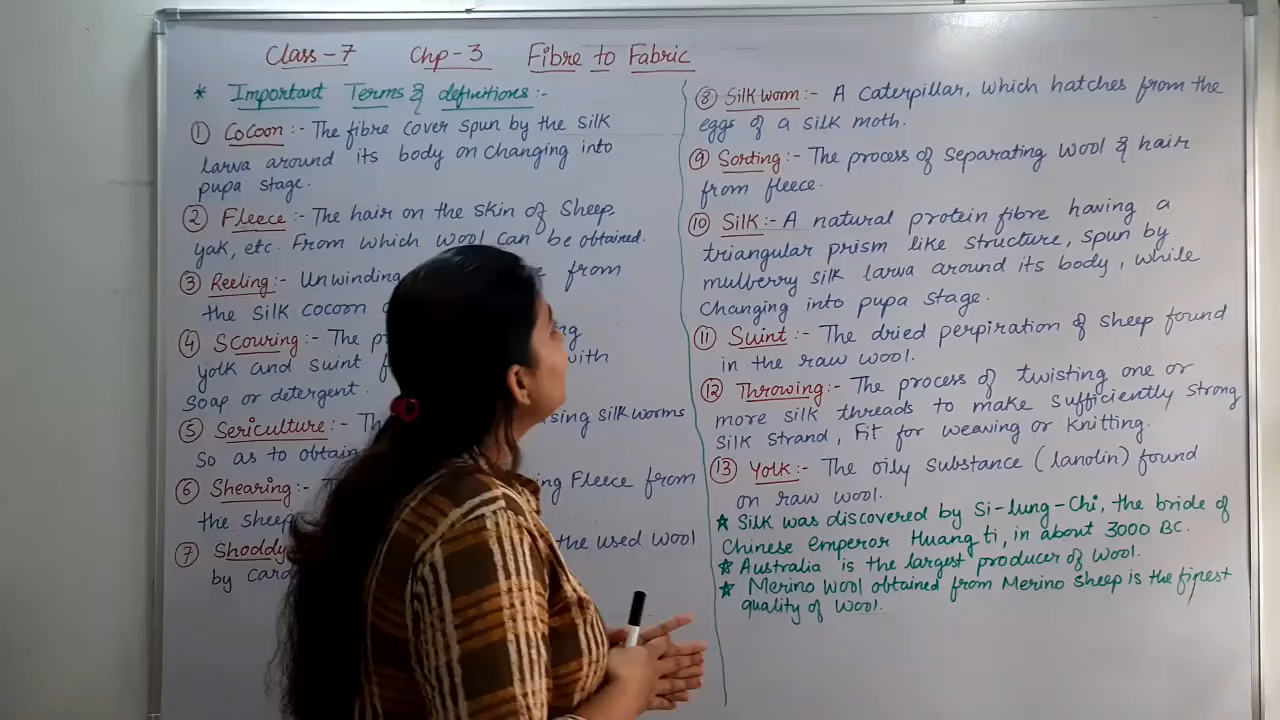 Class-7 Chp-3 Fibre to Fabric
* Important Terms & definitions:-
① Cocoon:- The fibre cover spun by the silk
larva around its body on changing into
pupa stage.
② Fleece:- The hair on the skin of Sheep,
yak, etc. From which wool can be obtained.
③ Reeling:- Unwinding from
the silk cocoon
④ Scouring:- The
yolk and suint with
soap or detergent.
⑤ Sericulture:- silkworms
So as to obtain
⑥ Shearing:- Fleece from
the sheep
⑦ Shoddy the used wool
by
⑧ Silk worm:- A caterpillar, which hatches from the
eggs of a silk moth.
⑨ Sorting:- The process of separating wool & hair
from fleece.
⑩ Silk:- A natural protein fibre having a
triangular prism like structure, spun by
mulberry silk larva around its body, while
changing into pupa stage.
⑪ Suint:- The dried perpiration of sheep found
in the raw wool.
⑫ Throwing:- The process of twisting one or
more silk threads to make sufficiently strong
silk strand, Fit for weaving or knitting.
⑬ Yolk:- The oily substance (lanolin) found
on raw wool.
☆ Silk was discovered by Si-lung-Chi, the bride of
Chinese emperor Huang ti, in about 3000 BC.
☆ Australia is the largest producer of wool.
☆ Merino wool obtained from Merino sheep is the finest
quality of wool.